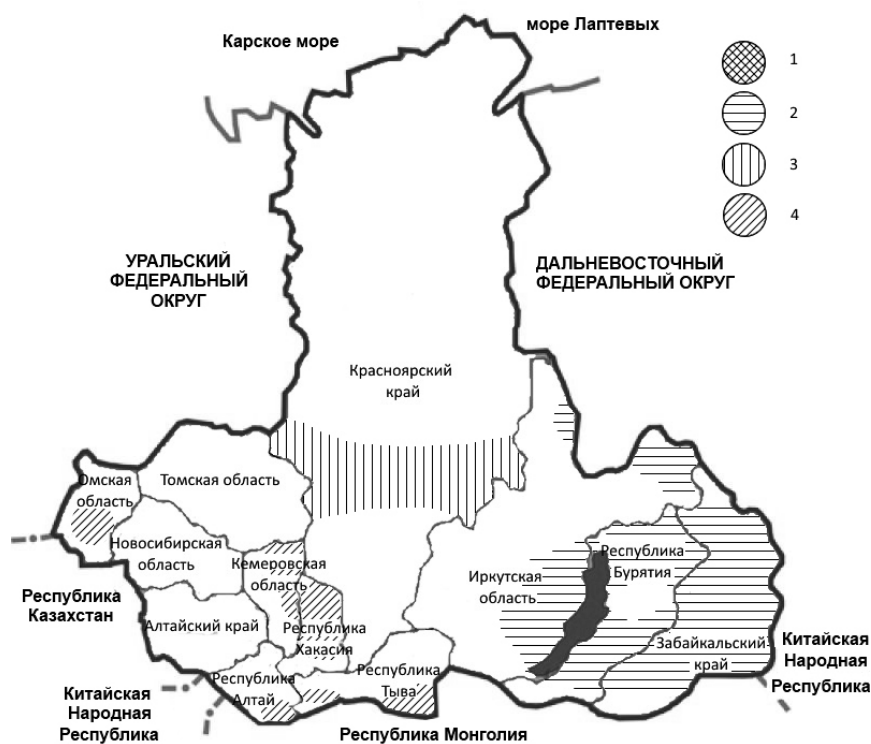 Карское море
море Лаптевых
1
2
3
4
УРАЛЬСКИЙ
ФЕДЕРАЛЬНЫЙ
ОКРУГ
ДАЛЬНЕВОСТОЧНЫЙ
ФЕДЕРАЛЬНЫЙ ОКРУГ
Красноярский
край
Омская
область
Томская область
Новосибирская
область
Кемеровская
область
Республика
Бурятия
Иркутская
область
Республика
Казахстан
Алтайский край
Республика
Хакасия
Забайкальский
край
Китайская
Народная
Республика
Республика
Алтай
Республика
Тыва
Китайская
Народная
Республика
Республика Монголия